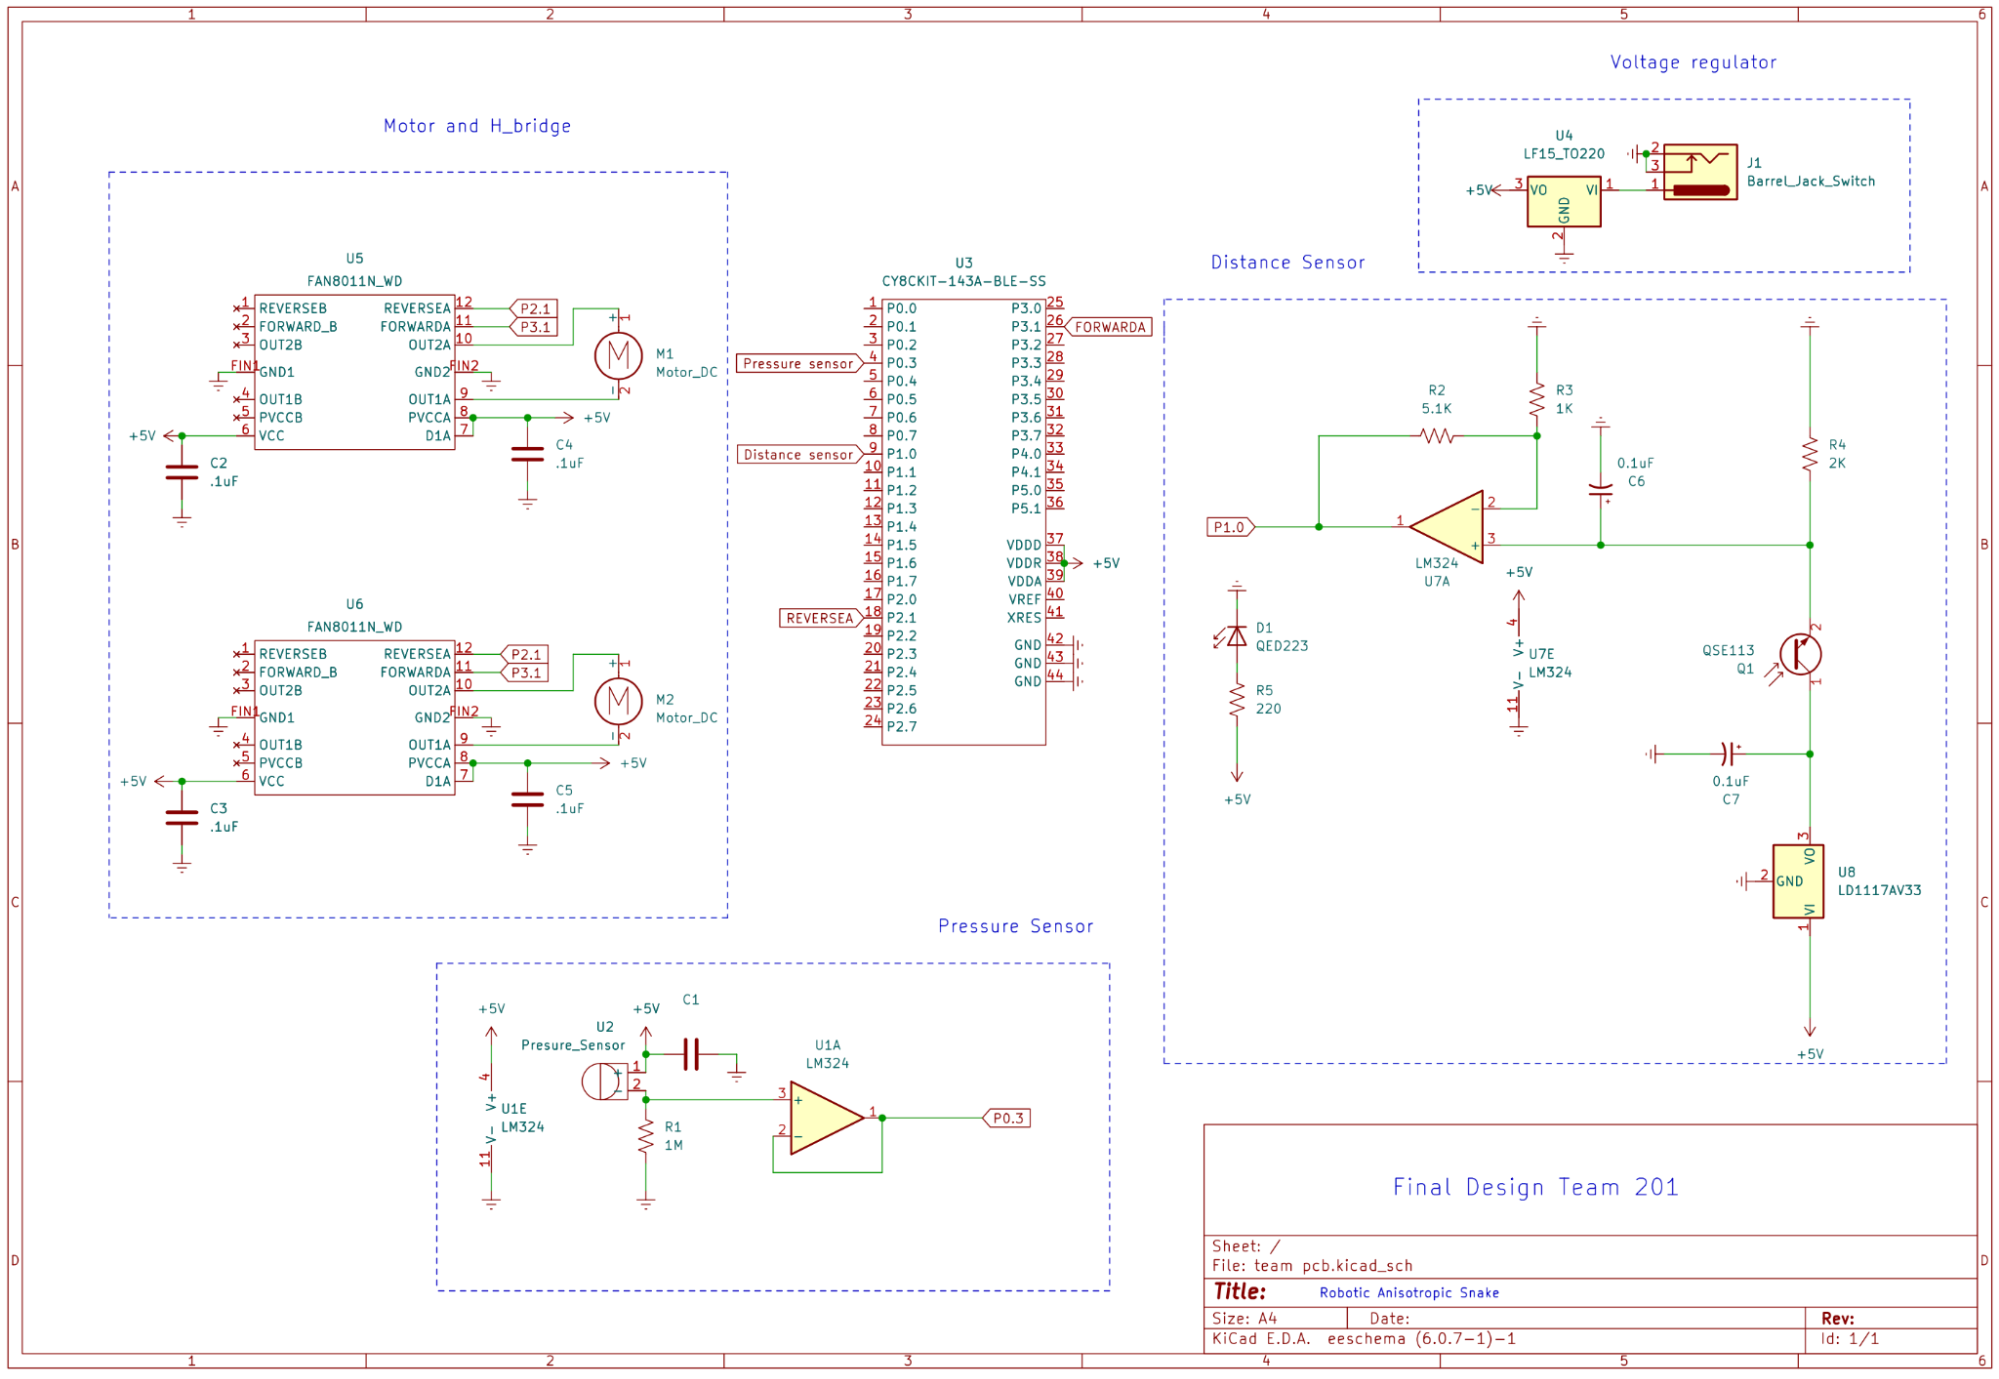 1 2 3 4 5 6
A
B
C
D
A
B
C
D
1 2 3 4 5 6
Motor and H_bridge
U5
FAN8011N_WD
1 REVERSEB REVERSEA 12 P2.1
2 FORWARD_B FORWARDA 11 P3.1
3 OUT2B OUT2A 10
FIN1 GND1 GND2 FIN2
4 OUT1B OUT1A 9
5 PVCCB PVCCA 8 +5V
+5V 6 VCC D1A 7
C2
.1uF
C4
.1uF
+ 1
M
M1
Motor_DC
- 2
U6
FAN8011N_WD
1 REVERSEB REVERSEA 12 P2.1
2 FORWARD_B FORWARDA 11 P3.1
3 OUT2B OUT2A 10
FIN1 GND1 GND2 FIN2
4 OUT1B OUT1A 9
5 PVCCB PVCCA 8 +5V
+5V 6 VCC D1A 7
C3
.1uF
C5
.1uF
+ 1
M
M2
Motor_DC
- 2
U3
CY8CKIT-143A-BLE-SS
1 P0.0 P3.0 25
2 P0.1 P3.1 26 FORWARDA
3 P0.2 P3.2 27
Pressure sensor 4 P0.3 P3.3 28
5 P0.4 P3.4 29
6 P0.5 P3.5 30
7 P0.6 P3.6 31
8 P0.7 P3.7 32
Distance sensor 9 P1.0 P4.0 33
10 P1.1 P4.1 34
11 P1.2 P5.0 35
12 P1.3 P5.1 36
13 P1.4
14 P1.5 VDDD 37
15 P1.6 VDDR 38 +5V
16 P1.7 VDDA 39
17 P2.0 VREF 40
REVERSEA 18 P2.1 XRES 41
19 P2.2
20 P2.3 GND 42
21 P2.4 GND 43
22 P2.5 GND 44
23 P2.6
24 P2.7
Voltage regulator
U4
LF15_TO220
+5V 3 VO VI 1
GND
2
2
3
1
J1
Barrel_Jack_Switch
Distance Sensor
R2
5.1K
R3
1K
0.1uF
C6
+
R4
2K
P1.0 1
2 -
3 +
LM324
U7A
D1
QED223
R5
220
+5V
+5V
4
V+
U7E
LM324
V-
11
QSE113
Q1
2
1
+
0.1uF
C7
3
VO
2 GND
VI
1
U8
LD1117AV33
+5V
Pressure Sensor
+5V
4
V+
U1E
LM324
V-
11
U2
Presure_Sensor
+5V
C1
+ 1
- 2
R1
1M
U1A
LM324
3 +
2 -
1 P0.3
Final Design Team 201
Sheet: /
File: team pcb.kicad_sch
Title: Robotic Anisotropic Snake
Size: A4 Date: Rev:
KiCad E.D.A. eeschema (6.0.7-1)-1 Id: 1/1